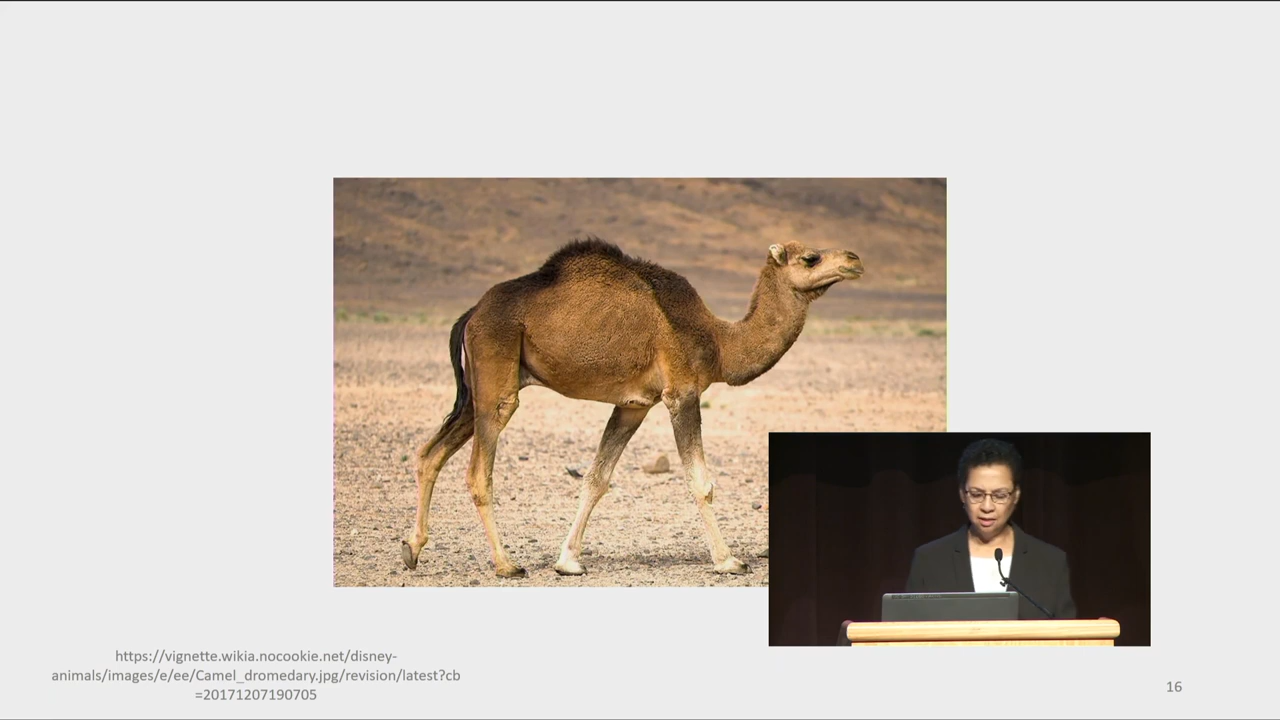 https://vignette.wikia.nocookie.net/disney-
animals/images/e/ee/Camel_dromedary.jpg/revision/latest?cb
=20171207190705
16